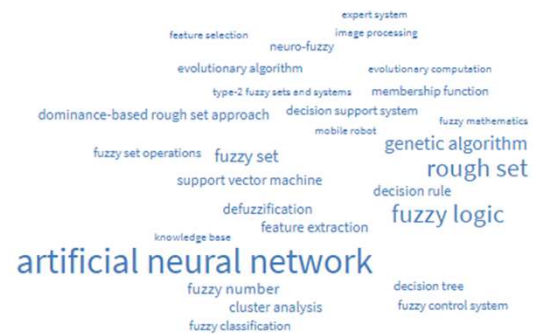 expert system
feature selection
image processing
neuro-fuzzy
evolutionary algorithm
evolutionary computation
type-2 fuzzy sets and systems
membership function
dominance-based rough set approach
decision support system
fuzzy mathematics
mobile robot
genetic algorithm
fuzzy set operations
fuzzy set
rough set
support vector machine
decision rule
defuzzification
fuzzy logic
feature extraction
knowledge base
artificial neural network
fuzzy number
decision tree
cluster analysis
fuzzy control system
fuzzy classification